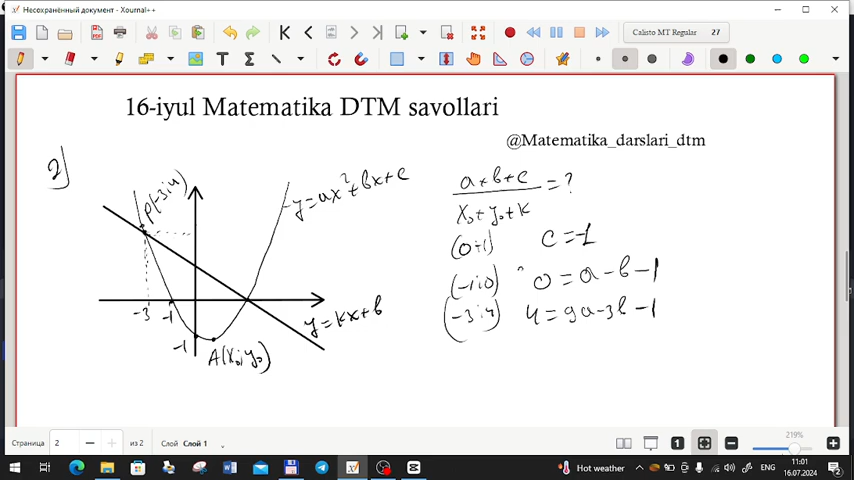 Несохранённый документ - Xournal++
Calisto MT Regular 27
16-iyul Matematika DTM savollari
@Matematika_darslari_dtm
2)
P(-3;4)
y=ax²+bx+c
-3
-1
-1
A(x₀;y₀)
y=kx+b
a+b+c
x₀+y₀+k
=?
c=-1
(-1;0) 0=a-b-1
(-3;4) 4=9a-3b-1
Страница 2 из 2 Слой Слой 1
219%
1
Hot weather
ENG
11:01
16.07.2024